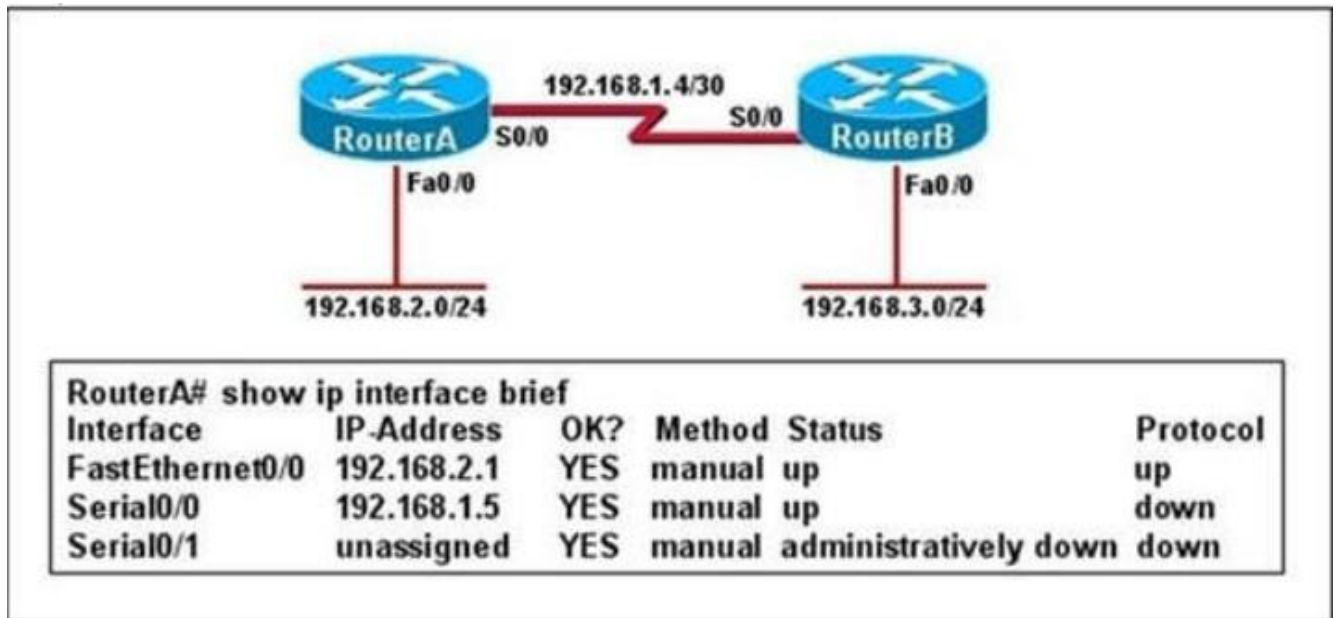 192.168.1.4/30
S0/0
RouterA
S0/0
RouterB
Fa0/0
Fa0/0
192.168.2.0/24
192.168.3.0/24
RouterA# show ip interface brief
Interface IP-Address OK? Method Status Protocol
FastEthernet0/0 192.168.2.1 YES manual up up
Serial0/0 192.168.1.5 YES manual up down
Serial0/1 unassigned YES manual administratively down down